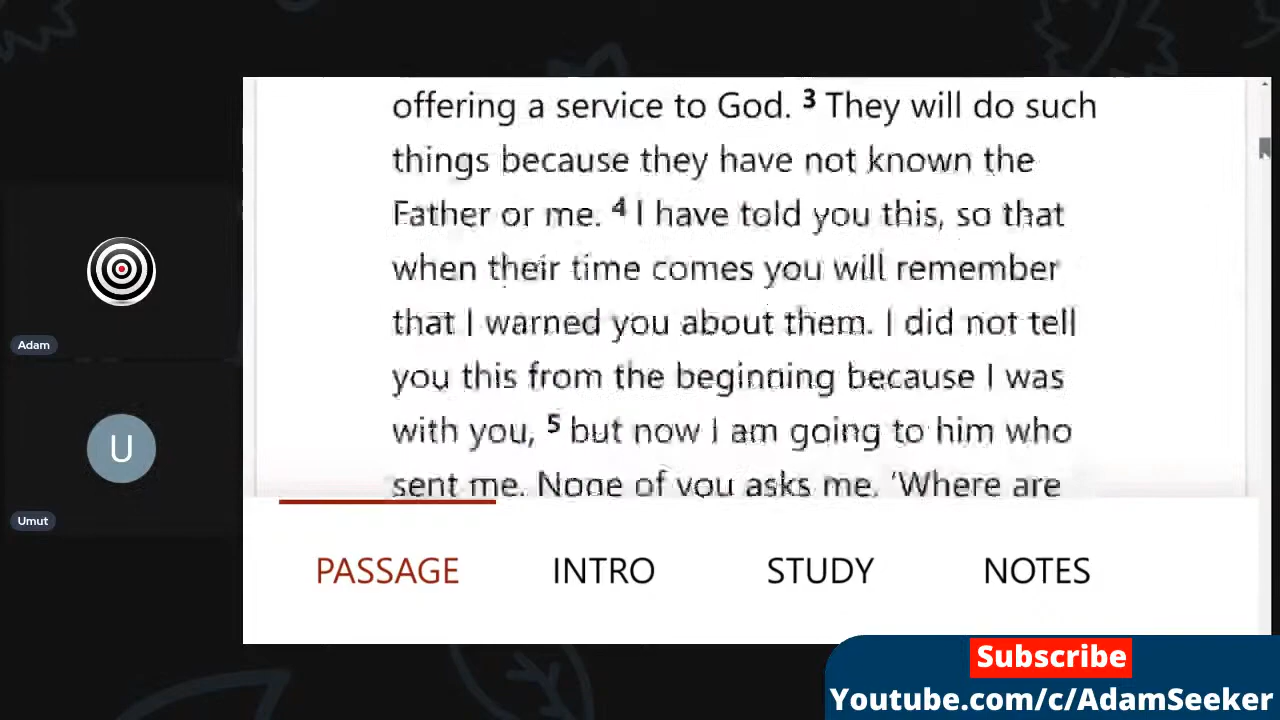 offering a service to God. 3 They will do such
things because they have not known the
Father or me. 4 I have told you this, so that
when their time comes you will remember
that I warned you about them. I did not tell
you this from the beginning because I was
with you, 5 but now I am going to him who
sent me. None of you asks me, ‘Where are
PASSAGE INTRO STUDY NOTES
Adam
U
Umut
Subscribe
Youtube.com/c/AdamSeeker